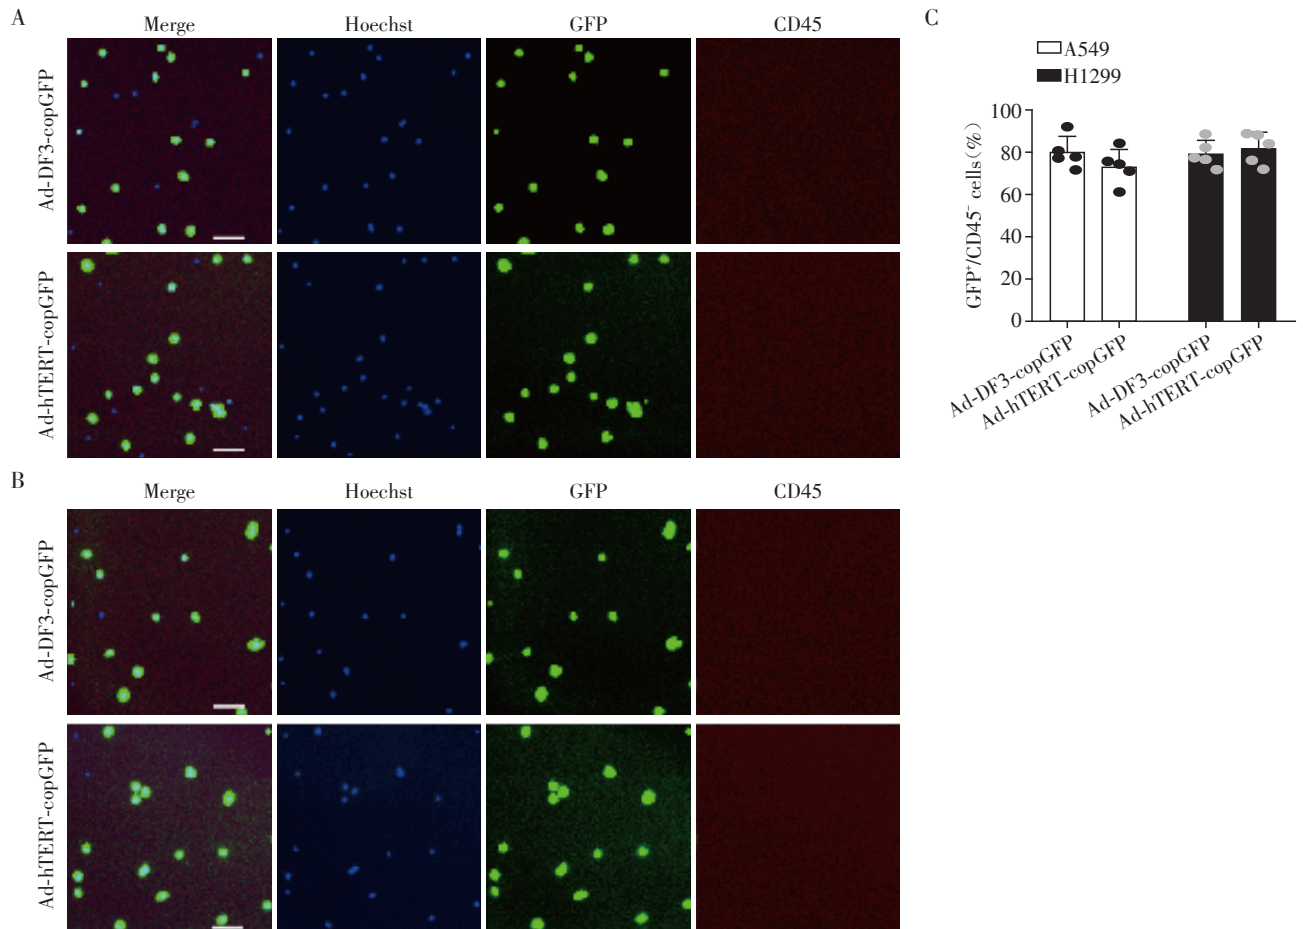 A
Merge Hoechst GFP CD45
Ad-DF3-copGFP
Ad-hTERT-copGFP
B
Merge Hoechst GFP CD45
Ad-DF3-copGFP
Ad-hTERT-copGFP
C
A549
H1299
GFP⁺/CD45⁻ cells(%)
100
80
60
40
20
0
Ad-DF3-copGFP
Ad-hTERT-copGFP
Ad-DF3-copGFP
Ad-hTERT-copGFP